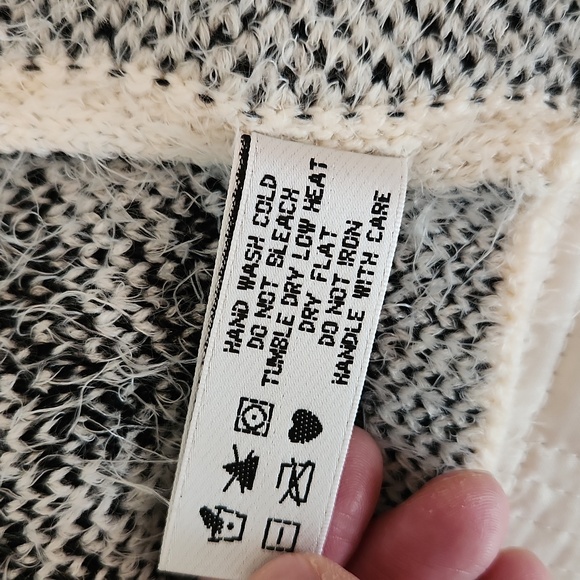 HAND WASH COLD
DO NOT BLEACH
TUMBLE DRY LOW HEAT
DRY FLAT
DO NOT IRON
HANDLE WITH CARE